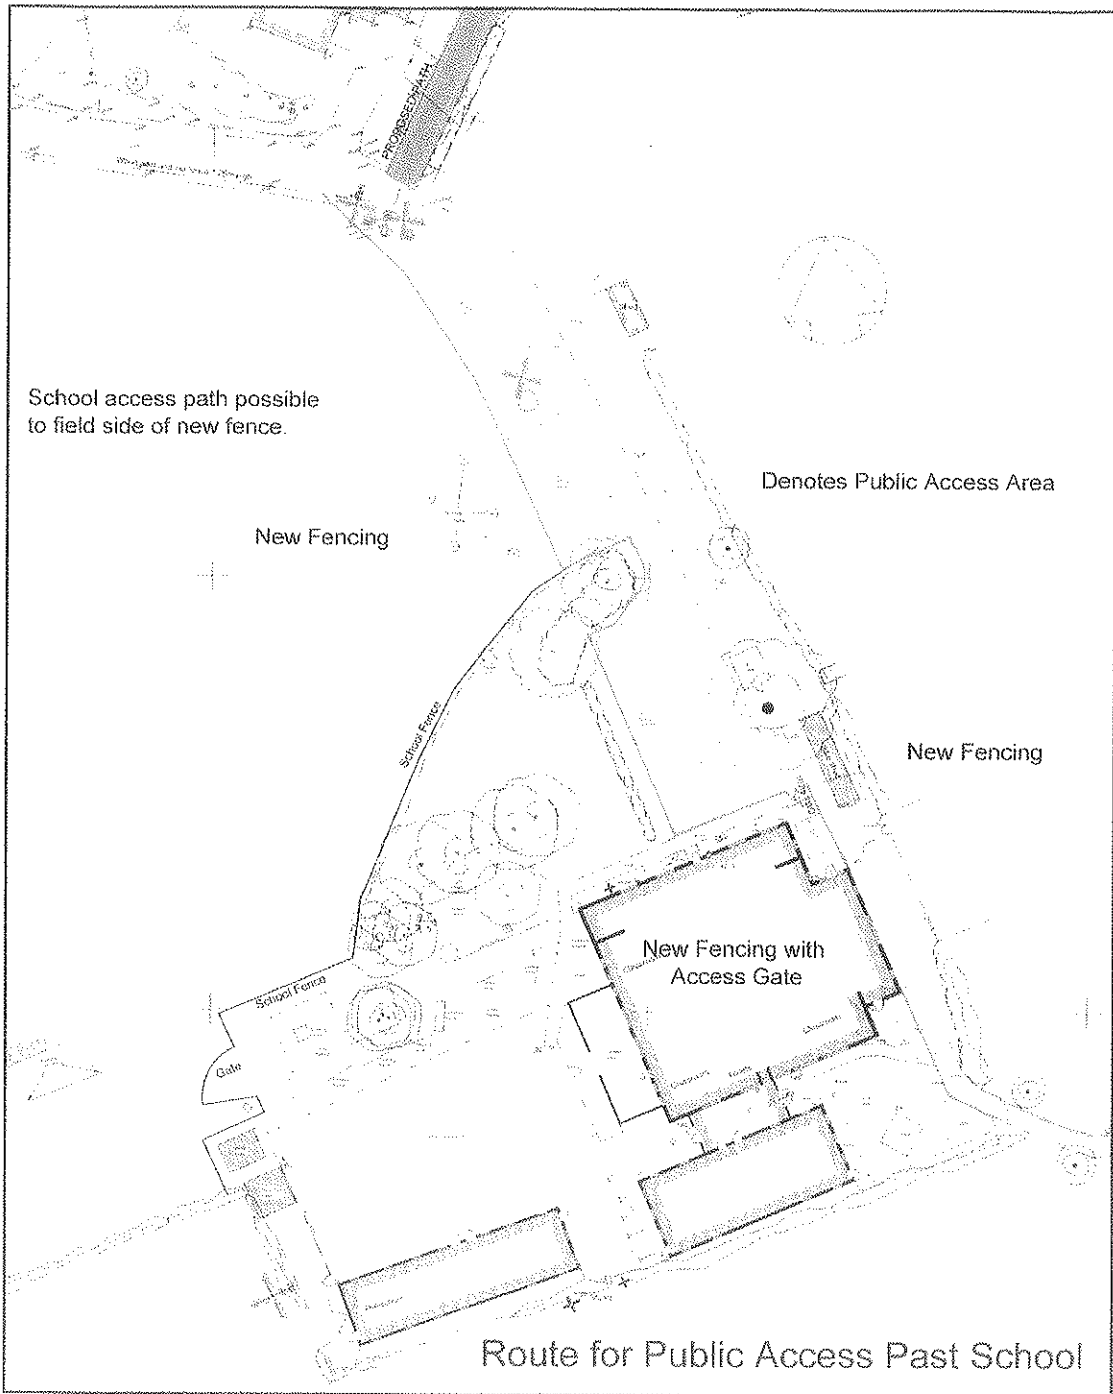 PROPOSED PATH
School access path possible
to field side of new fence.
Denotes Public Access Area
New Fencing
School Fence
New Fencing
New Fencing with
Access Gate
School Fence
Gate
Route for Public Access Past School